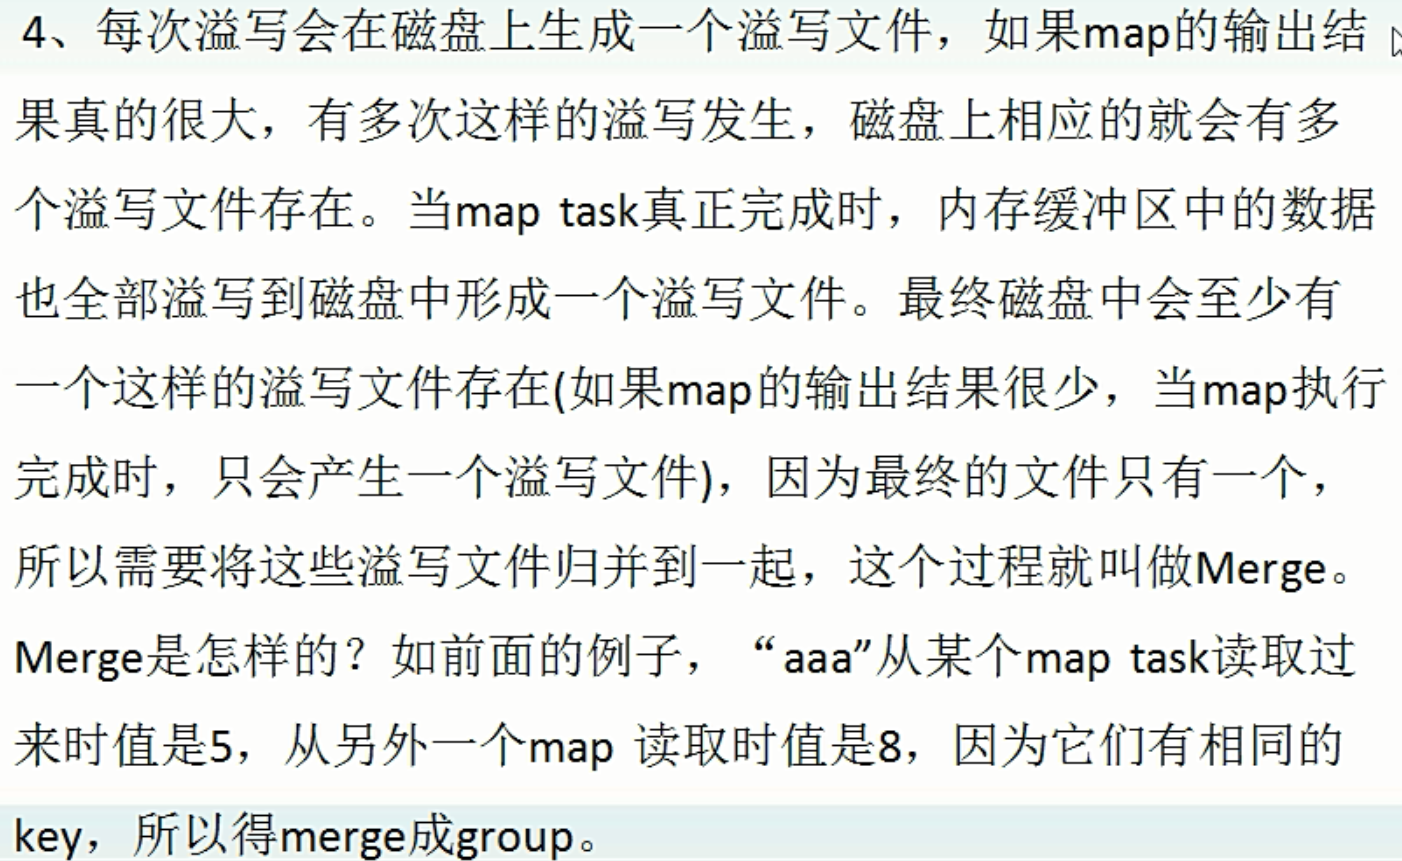 4、每次溢写会在磁盘上生成一个溢写文件，如果map的输出结
果真的很大，有多次这样的溢写发生，磁盘上相应的就会有多
个溢写文件存在。当map task真正完成时，内存缓冲区中的数据
也全部溢写到磁盘中形成一个溢写文件。最终磁盘中会至少有
一个这样的溢写文件存在(如果map的输出结果很少，当map执行
完成时，只会产生一个溢写文件)，因为最终的文件只有一个，
所以需要将这些溢写文件归并到一起，这个过程就叫做Merge。
Merge是怎样的？如前面的例子，“aaa”从某个map task读取过
来时值是5，从另外一个map 读取时值是8，因为它们有相同的
key，所以得merge成group。